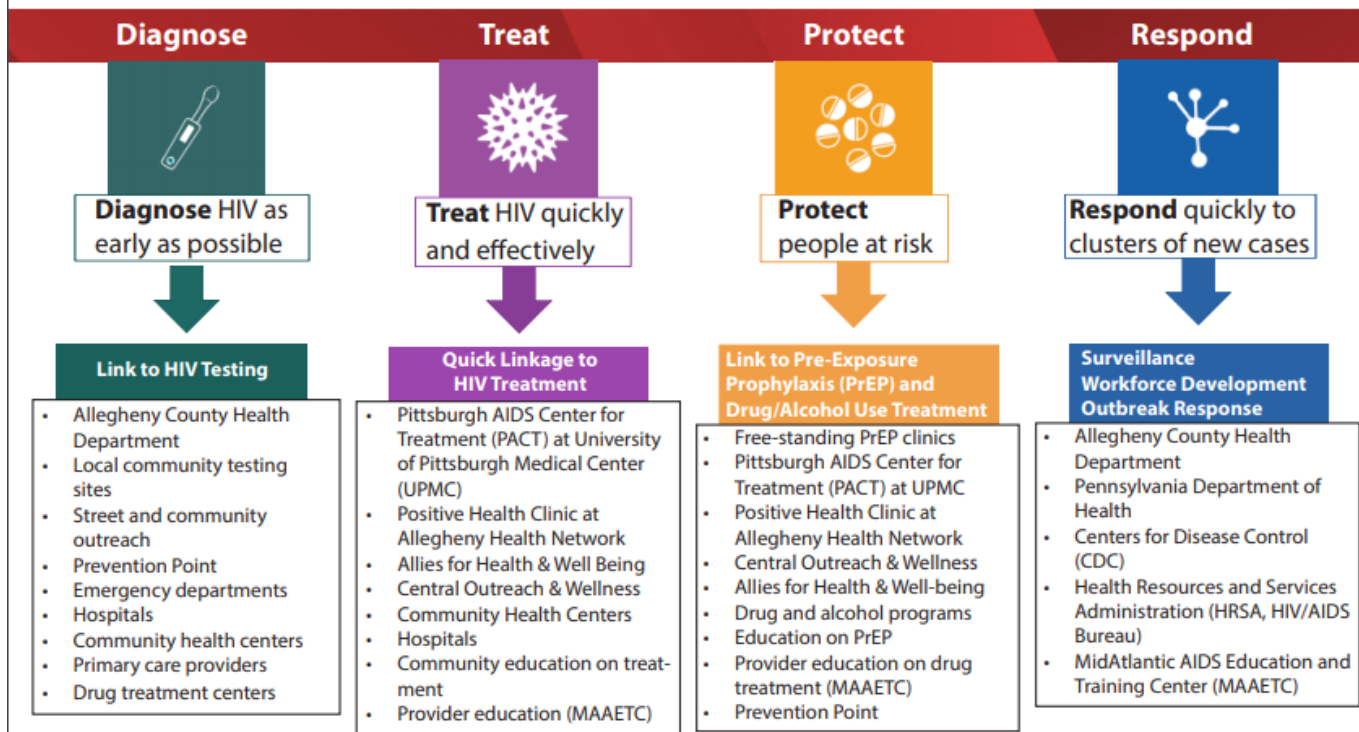 Diagnose
Treat
Protect
Respond
Diagnose HIV as
early as possible
Treat HIV quickly
and effectively
Protect
people at risk
Respond quickly to
clusters of new cases
Link to HIV Testing
• Allegheny County Health
Department
• Local community testing
sites
• Street and community
outreach
• Prevention Point
• Emergency departments
• Hospitals
• Community health centers
• Primary care providers
• Drug treatment centers
Quick Linkage to
HIV Treatment
• Pittsburgh AIDS Center for
Treatment (PACT) at University
of Pittsburgh Medical Center
(UPMC)
• Positive Health Clinic at
Allegheny Health Network
• Allies for Health & Well Being
• Central Outreach & Wellness
• Community Health Centers
• Hospitals
• Community education on treat-
ment
• Provider education (MAAETC)
Link to Pre-Exposure
Prophylaxis (PrEP) and
Drug/Alcohol Use Treatment
• Free-standing PrEP clinics
• Pittsburgh AIDS Center for
Treatment (PACT) at UPMC
• Positive Health Clinic at
Allegheny Health Network
• Central Outreach & Wellness
• Allies for Health & Well-being
• Drug and alcohol programs
• Education on PrEP
• Provider education on drug
treatment (MAAETC)
• Prevention Point
Surveillance
Workforce Development
Outbreak Response
• Allegheny County Health
Department
• Pennsylvania Department of
Health
• Centers for Disease Control
(CDC)
• Health Resources and Services
Administration (HRSA, HIV/AIDS
Bureau)
• MidAtlantic AIDS Education and
Training Center (MAAETC)